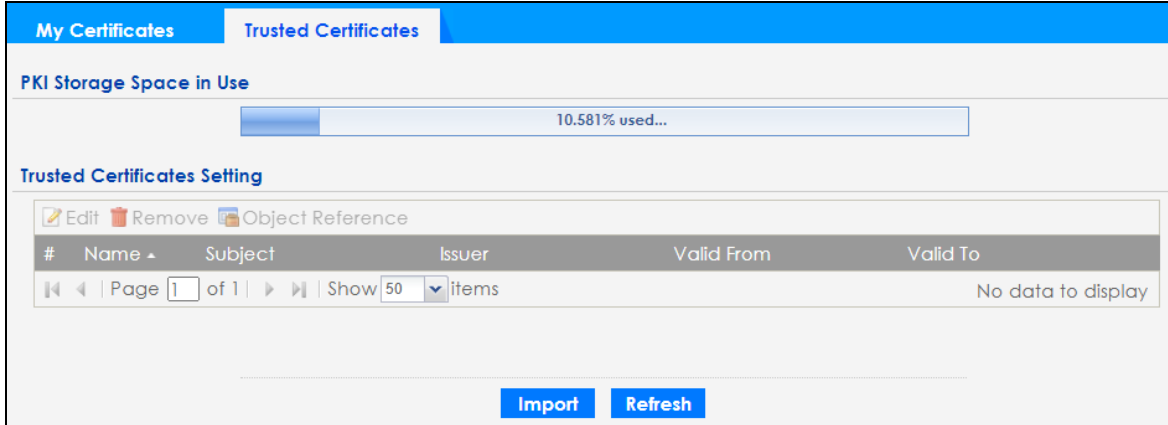 My Certificates Trusted Certificates
PKI Storage Space in Use
10.581% used...
Trusted Certificates Setting
Edit Remove Object Reference
# Name Subject Issuer Valid From Valid To
Page 1 of 1 Show 50 items No data to display
Import Refresh